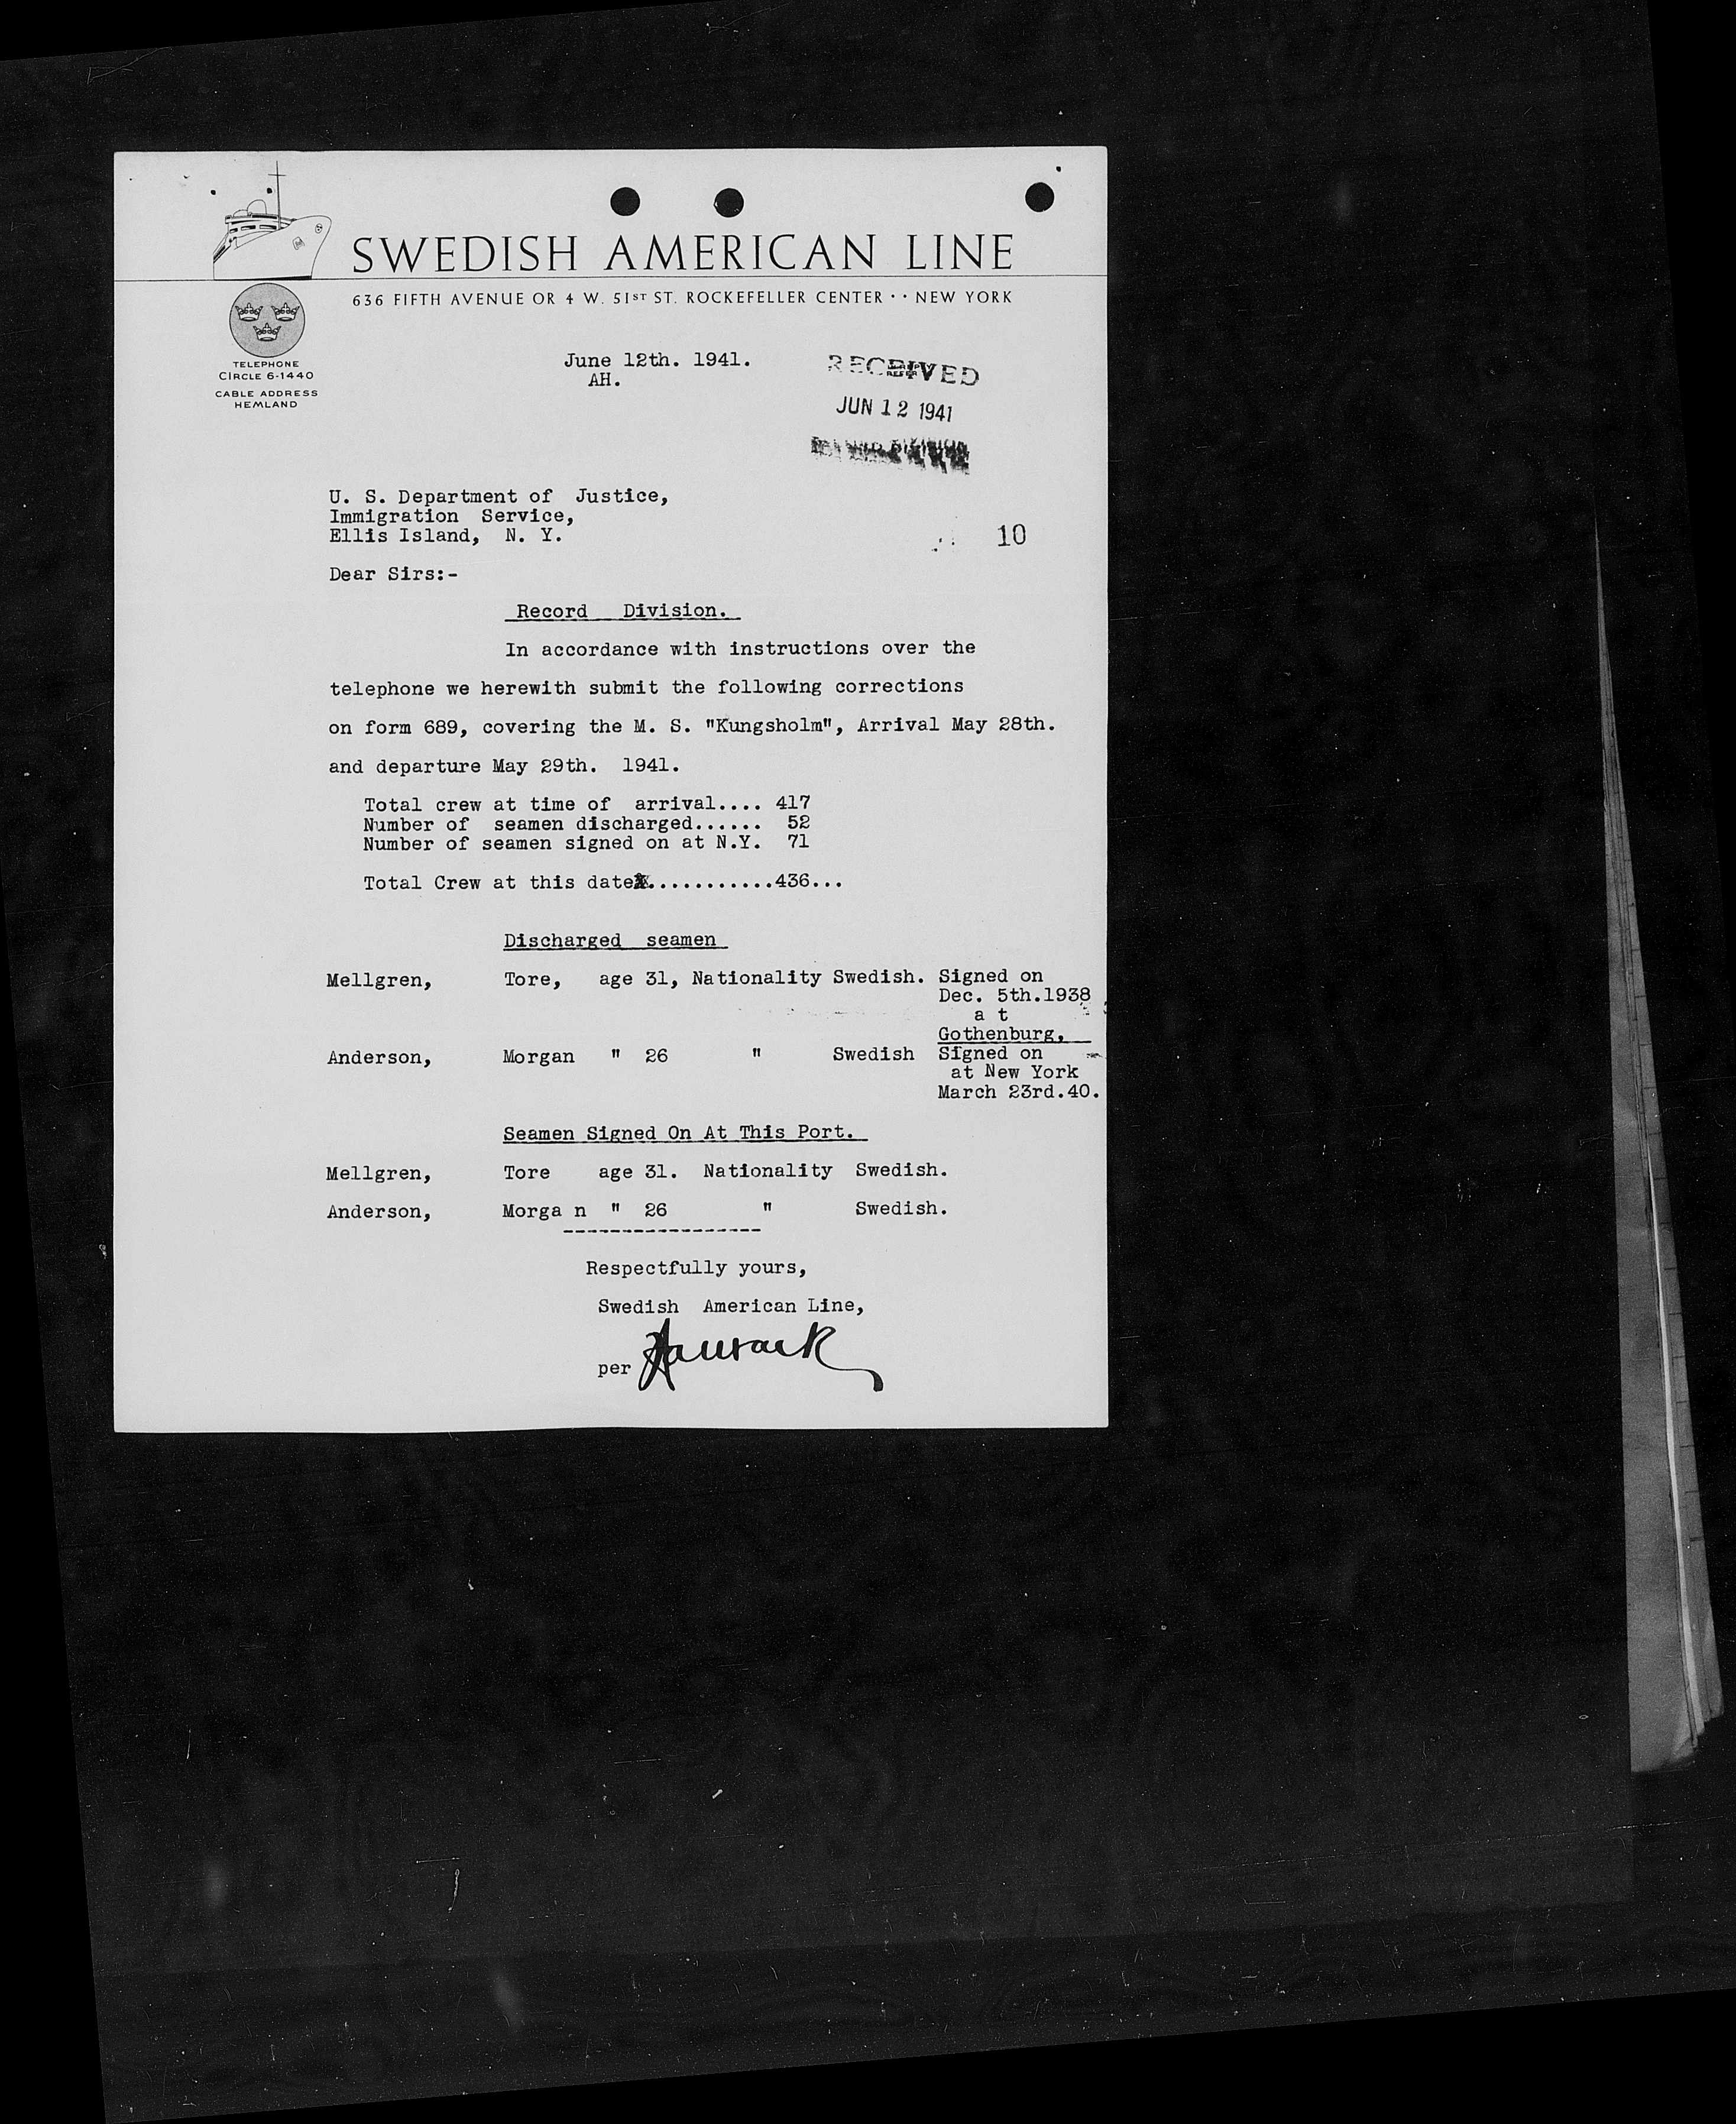 SWEDISH AMERICAN LINE
636 FIFTH AVENUE OR 4 W. 51ST ST. ROCKEFELLER CENTER • • NEW YORK
TELEPHONE
CIRCLE 6-1440
CABLE ADDRESS
HEMLAND
June 12th. 1941.
AH.
RECEIVED
JUN 12 1941
U. S. Department of Justice,
Immigration Service,
Ellis Island, N. Y.
10
Dear Sirs:-
Record Division.
In accordance with instructions over the
telephone we herewith submit the following corrections
on form 689, covering the M. S. "Kungsholm", Arrival May 28th.
and departure May 29th. 1941.
Total crew at time of arrival.... 417
Number of seamen discharged...... 52
Number of seamen signed on at N.Y. 71
Total Crew at this date...........436...
Discharged seamen
Mellgren, Tore, age 31, Nationality Swedish. Signed on
Dec. 5th.1938
a t
Gothenburg,
Anderson, Morgan " 26 " Swedish Signed on
at New York
March 23rd.40.
Seamen Signed On At This Port.
Mellgren, Tore age 31. Nationality Swedish.
Anderson, Morga n " 26 " Swedish.
-----------------
Respectfully yours,
Swedish American Line,
per